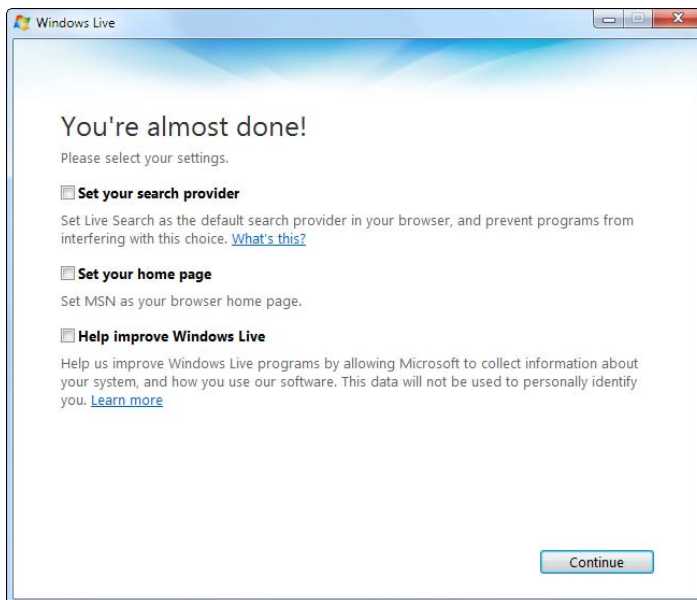 Windows Live
You're almost done!
Please select your settings.
Set your search provider
Set Live Search as the default search provider in your browser, and prevent programs from
interfering with this choice. What's this?
Set your home page
Set MSN as your browser home page.
Help improve Windows Live
Help us improve Windows Live programs by allowing Microsoft to collect information about
your system, and how you use our software. This data will not be used to personally identify
you. Learn more
Continue